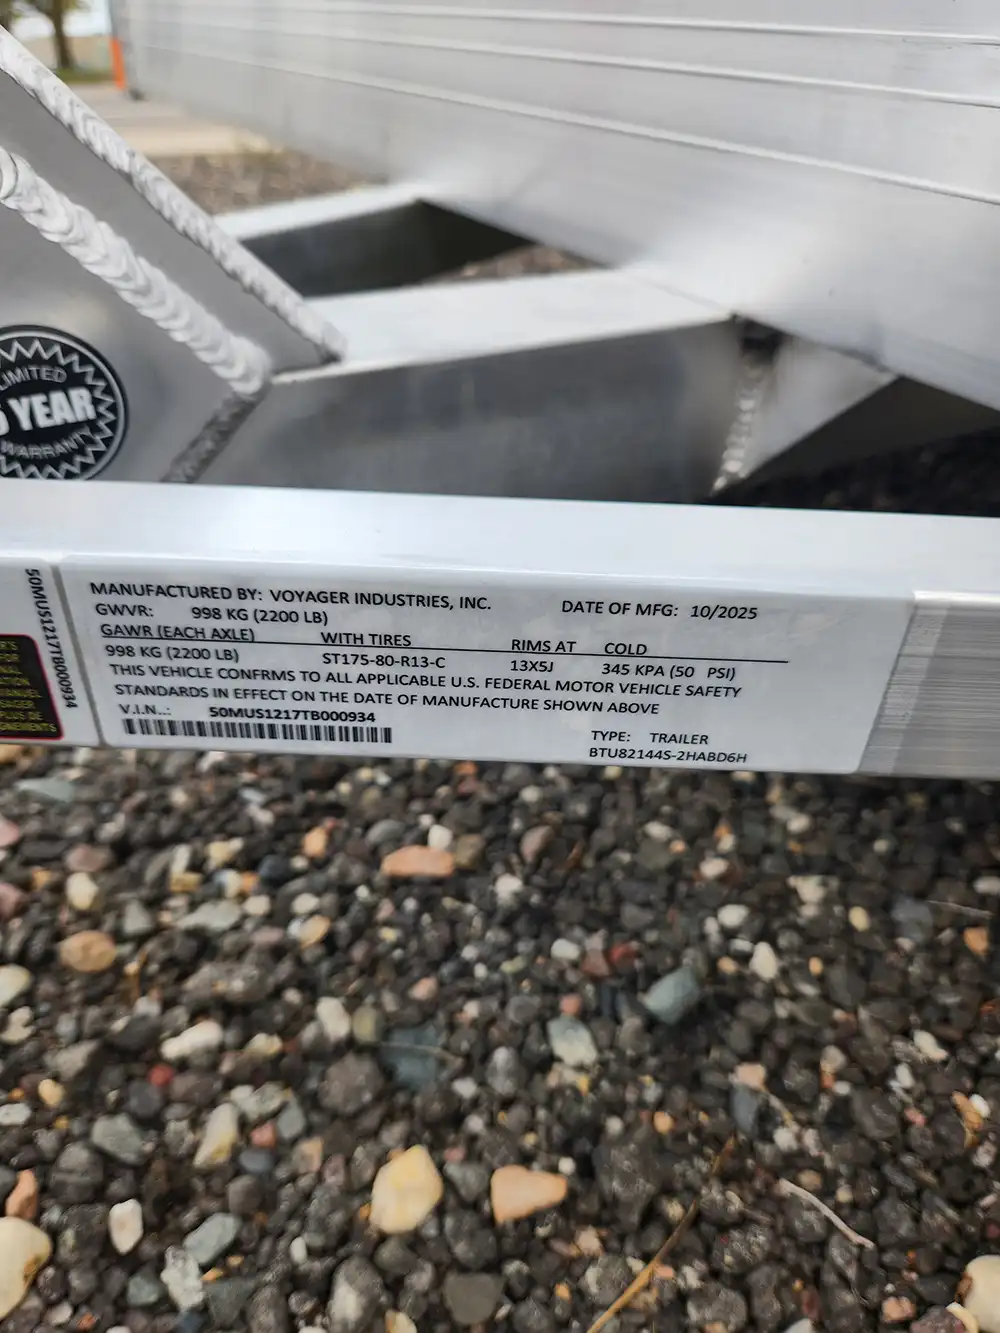 LIMITED
YEAR
WARRANTY
50MUS1217TB000934
MANUFACTURED BY: VOYAGER INDUSTRIES, INC. DATE OF MFG: 10/2025
GWVR: 998 KG (2200 LB)
GAWR (EACH AXLE) WITH TIRES RIMS AT COLD
998 KG (2200 LB) ST175-80-R13-C 13X5J 345 KPA (50 PSI)
THIS VEHICLE CONFRMS TO ALL APPLICABLE U.S. FEDERAL MOTOR VEHICLE SAFETY
STANDARDS IN EFFECT ON THE DATE OF MANUFACTURE SHOWN ABOVE
V.I.N..: 50MUS1217TB000934
TYPE: TRAILER
BTU82144S-2HABD6H